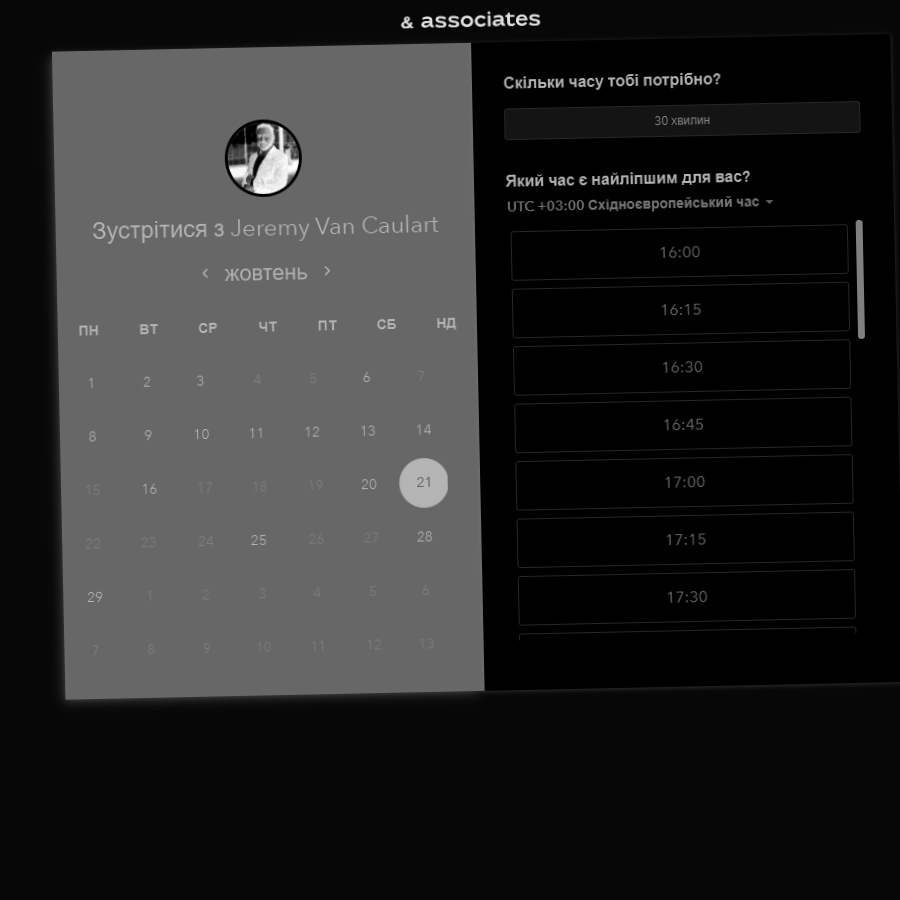 & associates
Зустрітися з Jeremy Van Caulart
жовтень
ПН ВТ СР ЧТ ПТ СБ НД
1 2 3 4 5 6 7
8 9 10 11 12 13 14
15 16 17 18 19 20 21
22 23 24 25 26 27 28
29 1 2 3 4 5 6
7 8 9 10 11 12 13
Скільки часу тобі потрібно?
30 хвилин
Який час є найліпшим для вас?
UTC +03:00 Східноєвропейський час
16:00
16:15
16:30
16:45
17:00
17:15
17:30